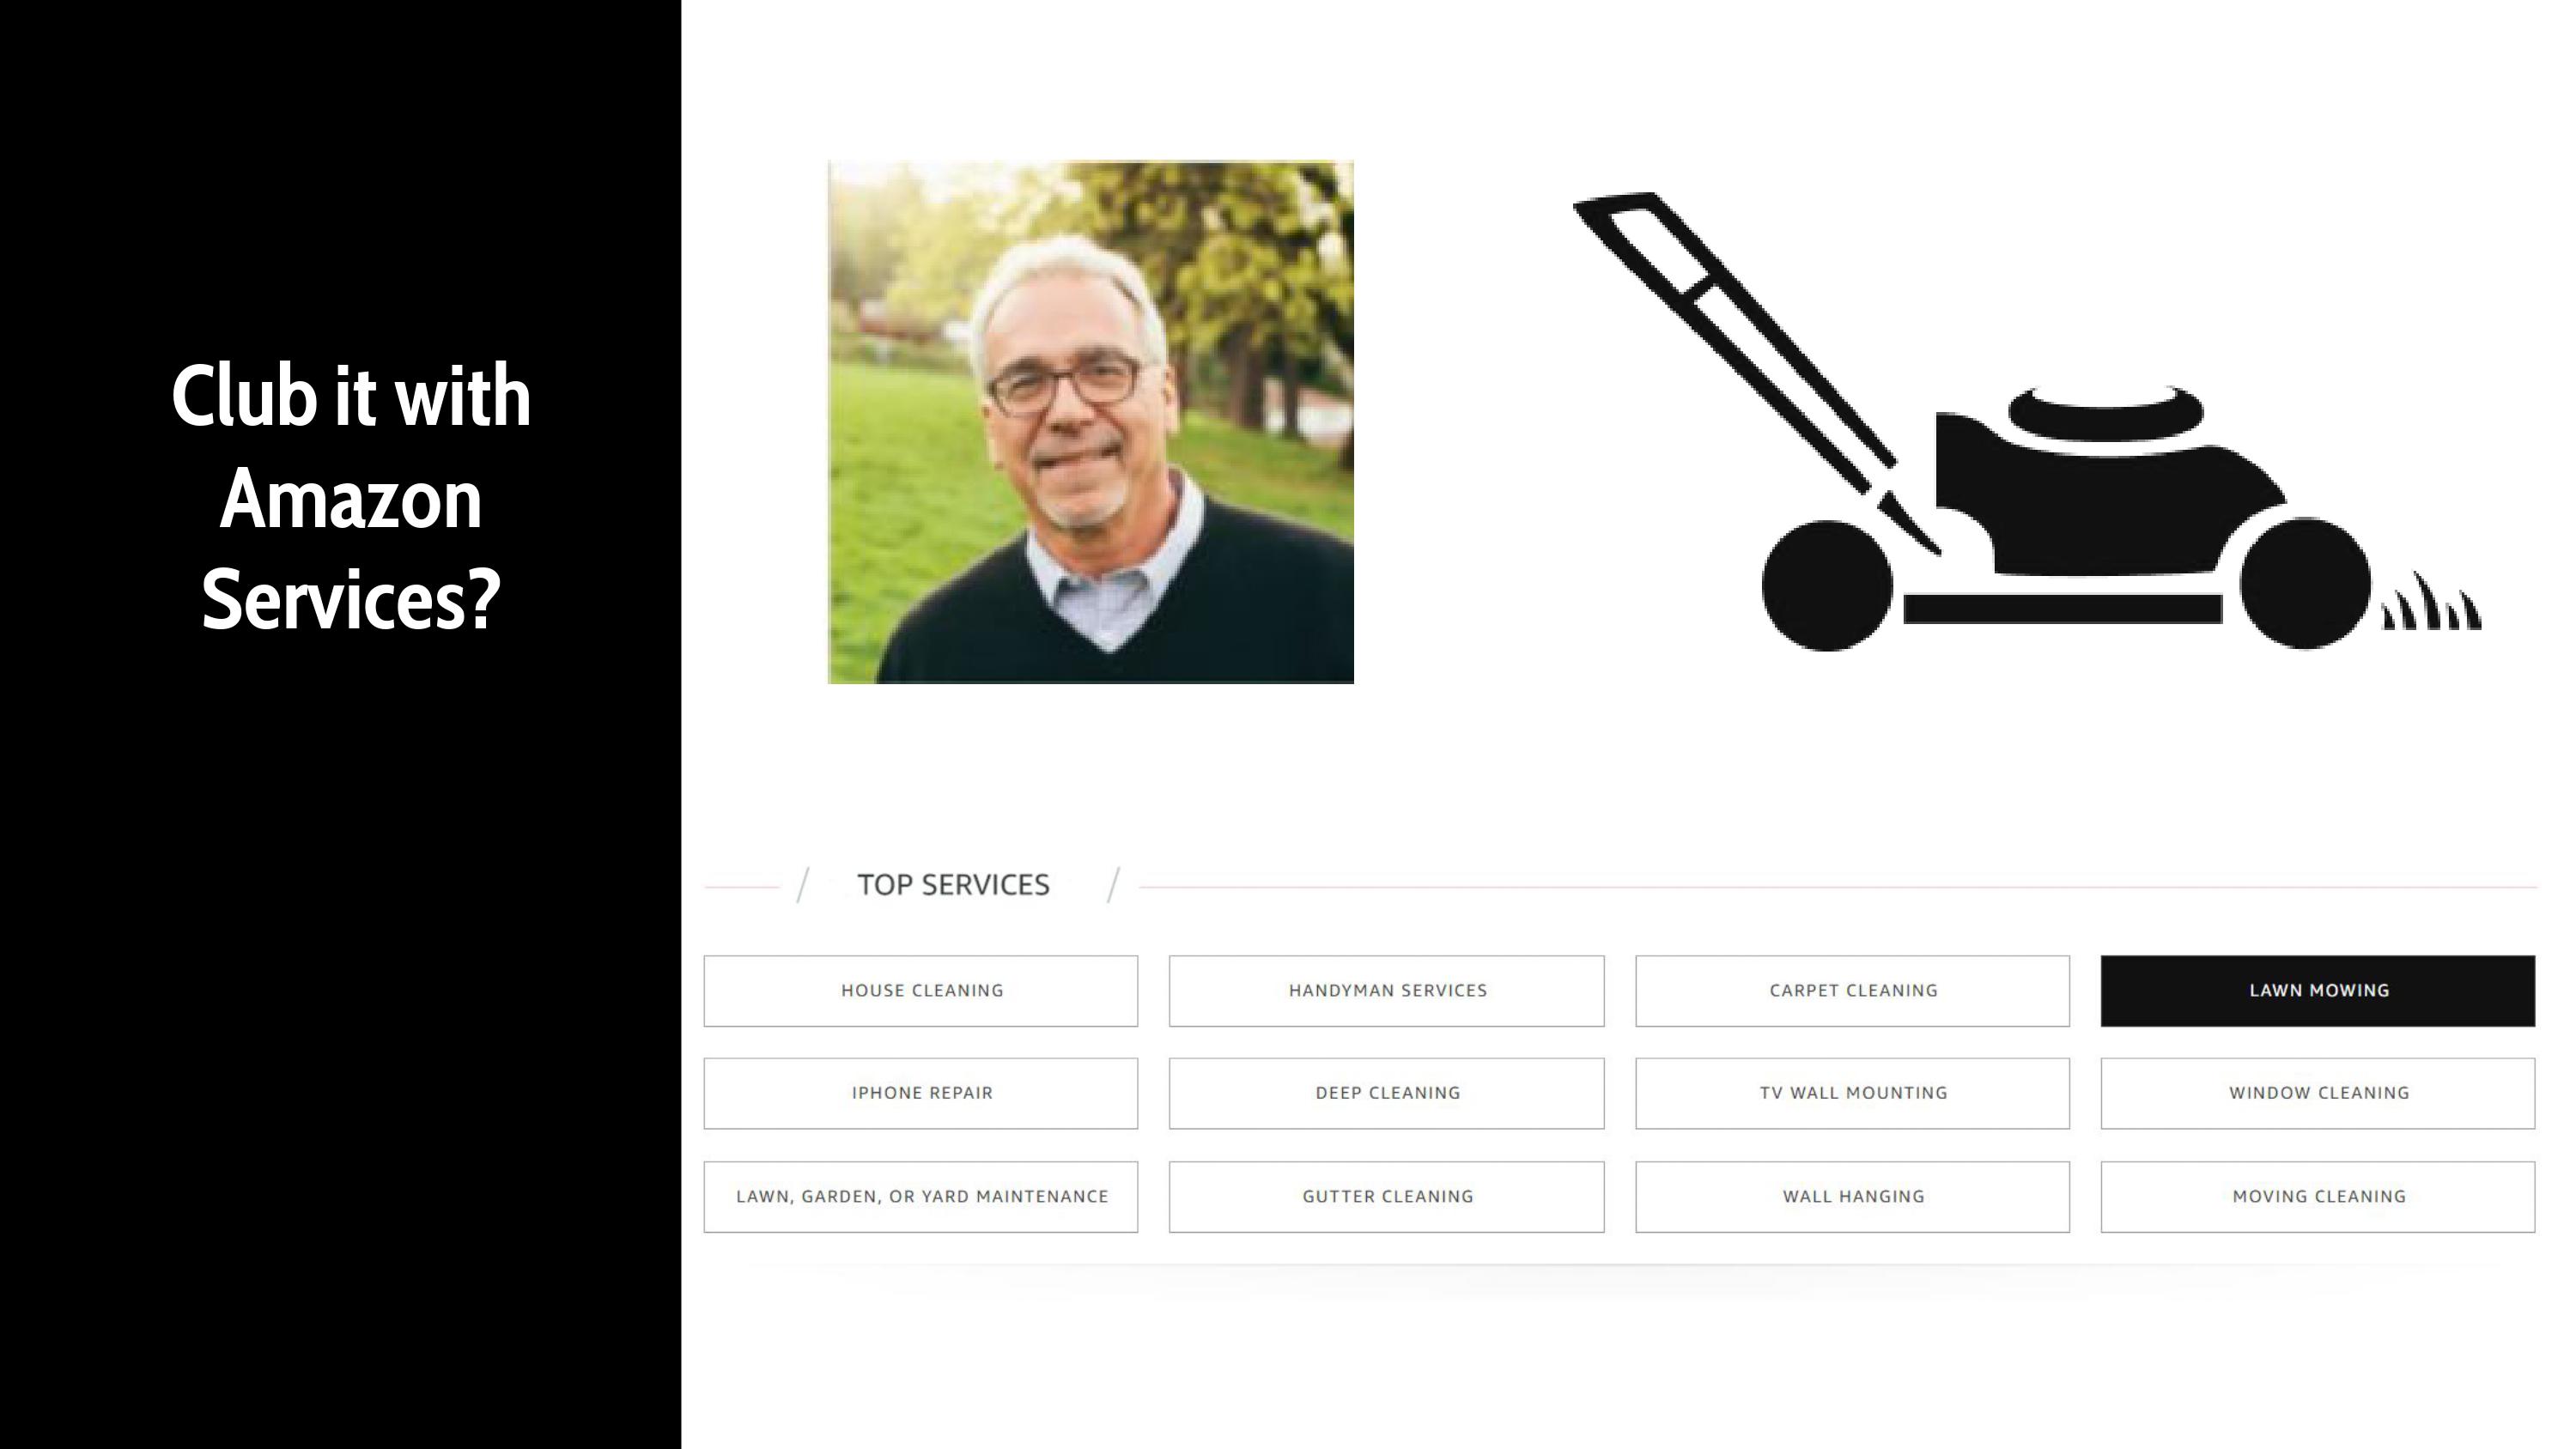 Club it with
Amazon
Services?
TOP SERVICES
HOUSE CLEANING
HANDYMAN SERVICES
CARPET CLEANING
LAWN MOWING
IPHONE REPAIR
DEEP CLEANING
TV WALL MOUNTING
WINDOW CLEANING
LAWN, GARDEN, OR YARD MAINTENANCE
GUTTER CLEANING
WALL HANGING
MOVING CLEANING